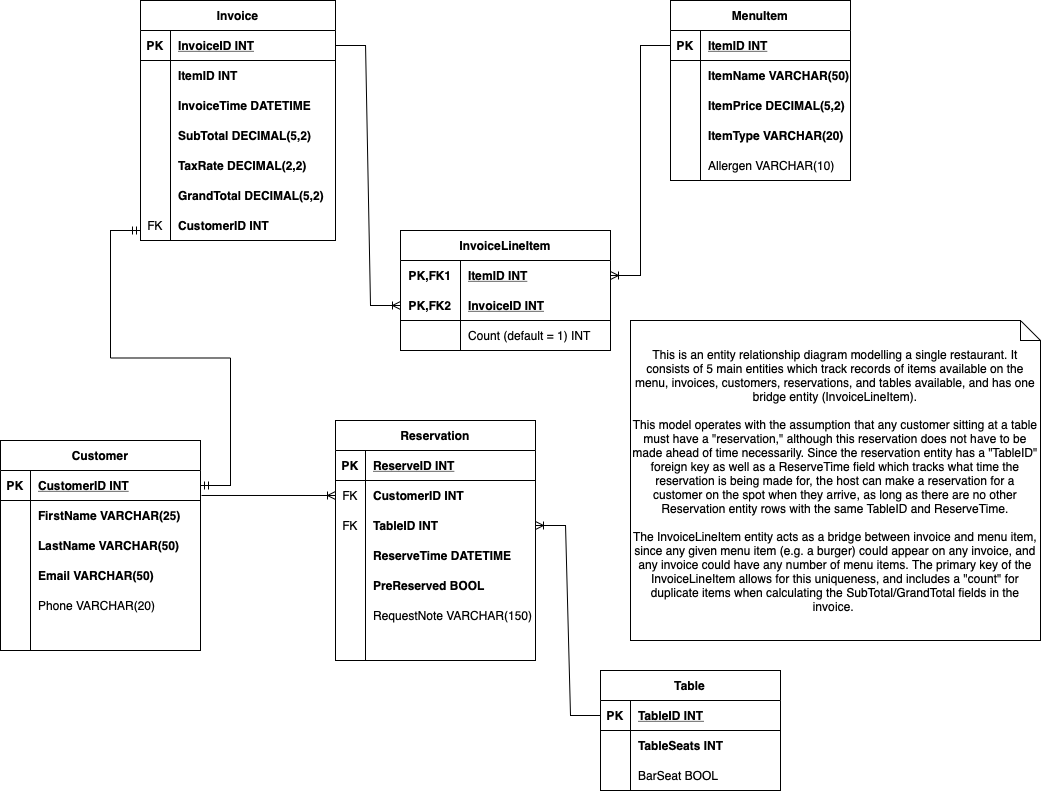 Invoice
PK InvoiceID INT
ItemID INT
InvoiceTime DATETIME
SubTotal DECIMAL(5,2)
TaxRate DECIMAL(2,2)
GrandTotal DECIMAL(5,2)
FK CustomerID INT
MenuItem
PK ItemID INT
ItemName VARCHAR(50)
ItemPrice DECIMAL(5,2)
ItemType VARCHAR(20)
Allergen VARCHAR(10)
InvoiceLineItem
PK,FK1 ItemID INT
PK,FK2 InvoiceID INT
Count (default = 1) INT
This is an entity relationship diagram modelling a single restaurant. It
consists of 5 main entities which track records of items available on the
menu, invoices, customers, reservations, and tables available, and has one
bridge entity (InvoiceLineItem).
This model operates with the assumption that any customer sitting at a table
must have a "reservation," although this reservation does not have to be
made ahead of time necessarily. Since the reservation entity has a "TableID"
foreign key as well as a ReserveTime field which tracks what time the
reservation is being made for, the host can make a reservation for a
customer on the spot when they arrive, as long as there are no other
Reservation entity rows with the same TableID and ReserveTime.
The InvoiceLineItem entity acts as a bridge between invoice and menu item,
since any given menu item (e.g. a burger) could appear on any invoice, and
any invoice could have any number of menu items. The primary key of the
InvoiceLineItem allows for this uniqueness, and includes a "count" for
duplicate items when calculating the SubTotal/GrandTotal fields in the
invoice.
Customer
PK CustomerID INT
FirstName VARCHAR(25)
LastName VARCHAR(50)
Email VARCHAR(50)
Phone VARCHAR(20)
Reservation
PK ReserveID INT
FK CustomerID INT
FK TableID INT
ReserveTime DATETIME
PreReserved BOOL
RequestNote VARCHAR(150)
Table
PK TableID INT
TableSeats INT
BarSeat BOOL